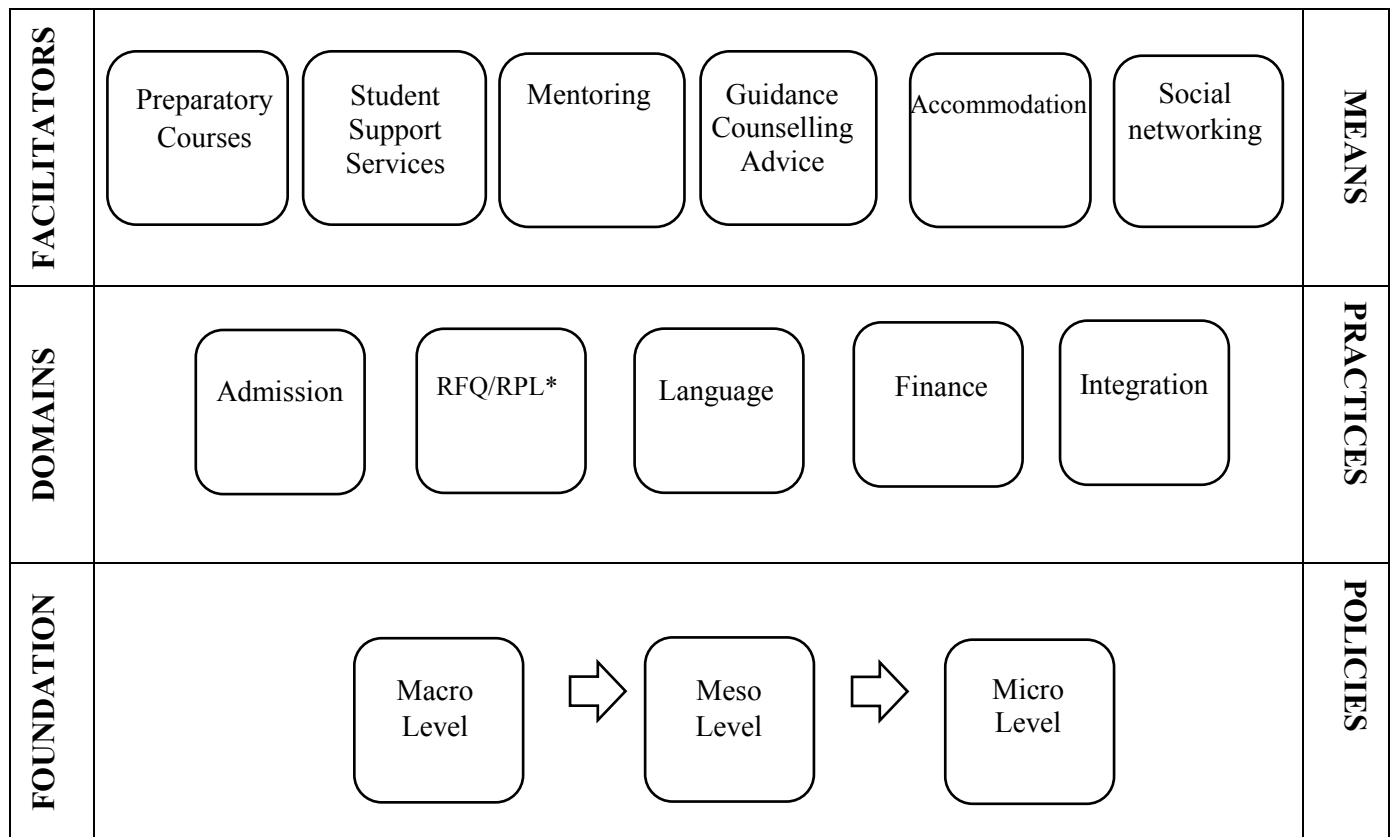 FACILITATORS
Preparatory
Courses
Student
Support
Services
Mentoring
Guidance
Counselling
Advice
Accommodation
Social
networking
MEANS
DOMAINS
Admission
RFQ/RPL*
Language
Finance
Integration
PRACTICES
FOUNDATION
Macro
Level
Meso
Level
Micro
Level
POLICIES